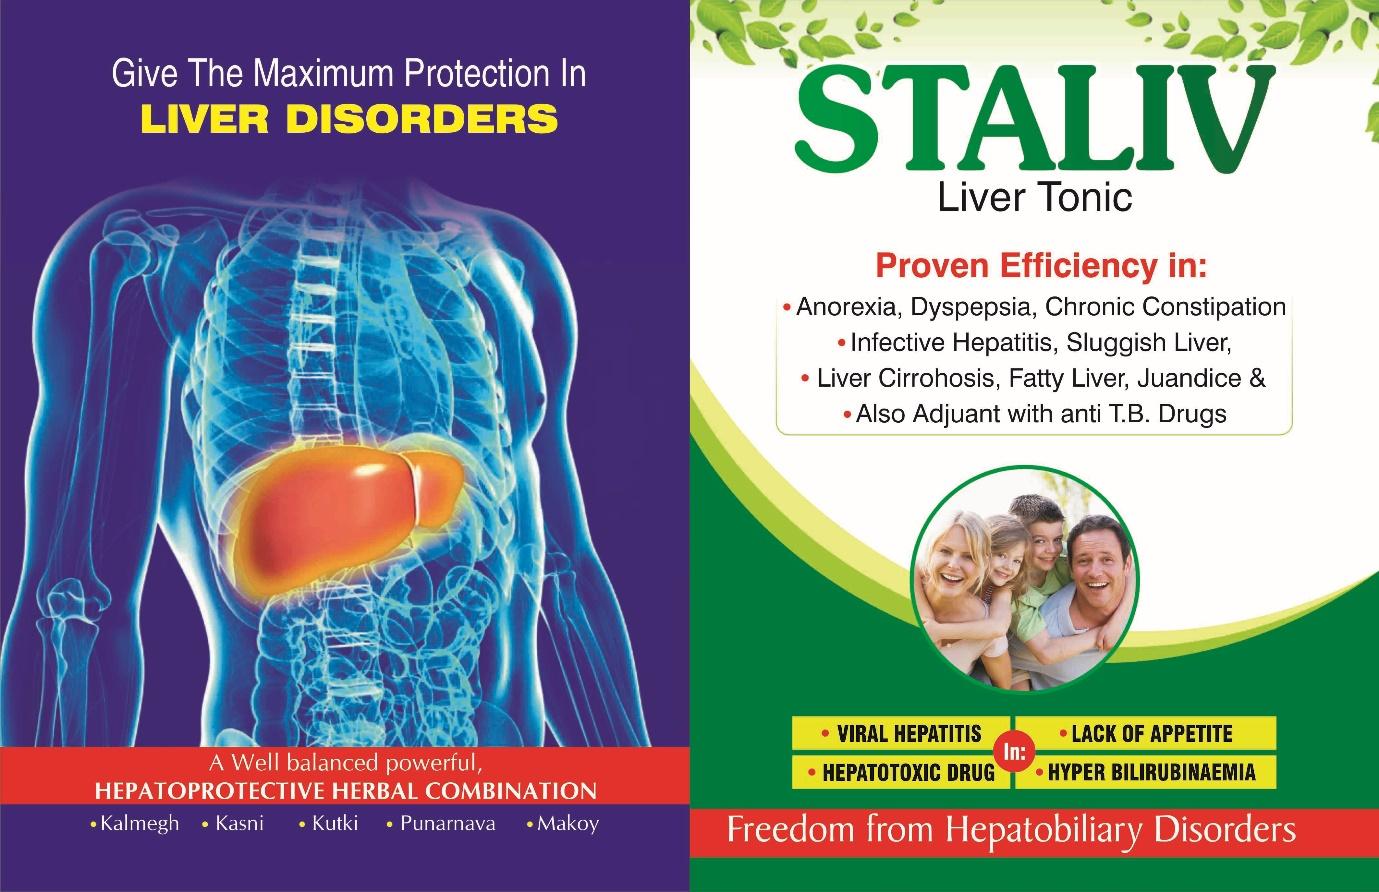 Give The Maximum Protection In
LIVER DISORDERS
A Well balanced powerful,
HEPATOPROTECTIVE HERBAL COMBINATION
•Kalmegh • Kasni • Kutki • Punarnava • Makoy
STALIV
Liver Tonic
Proven Efficiency in:
• Anorexia, Dyspepsia, Chronic Constipation
• Infective Hepatitis, Sluggish Liver,
• Liver Cirrohosis, Fatty Liver, Juandice &
• Also Adjuant with anti T.B. Drugs
• VIRAL HEPATITIS • LACK OF APPETITE
In:
• HEPATOTOXIC DRUG • HYPER BILIRUBINAEMIA
Freedom from Hepatobiliary Disorders